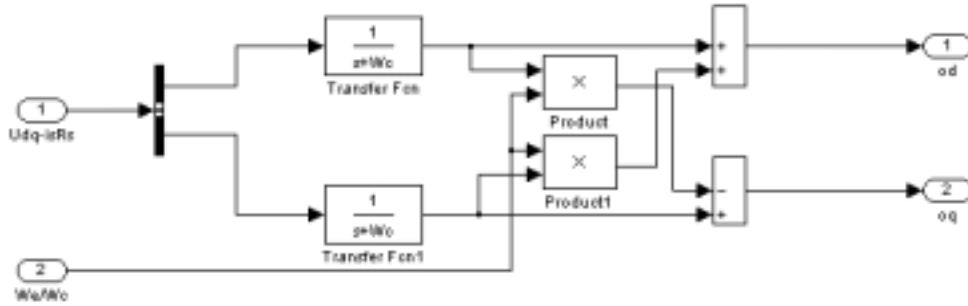 1
s+Wc
Transfer Fcn
+
+
1
od
×
Product
1
Udq-isRs
×
Product1
1
s+Wc
Transfer Fcn1
−
+
2
oq
2
We/Wc